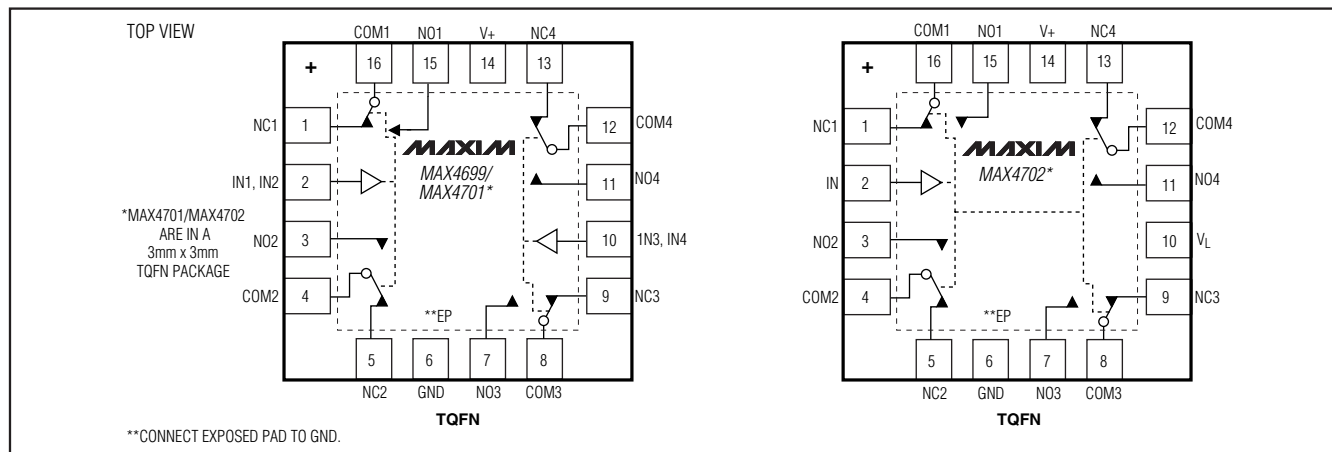 TOP VIEW
COM1 NO1 V+ NC4
+ 16 15 14 13
NC1 1
12 COM4
MAXIM
MAX4699/
MAX4701*
IN1, IN2 2
11 NO4
*MAX4701/MAX4702
ARE IN A
3mm x 3mm
TQFN PACKAGE
NO2 3
10 1N3, IN4
COM2 4
9 NC3
**EP
5 6 7 8
NC2 GND NO3 COM3
TQFN
**CONNECT EXPOSED PAD TO GND.
COM1 NO1 V+ NC4
+ 16 15 14 13
NC1 1
12 COM4
MAXIM
MAX4702*
IN 2
11 NO4
NO2 3
10 VL
COM2 4
9 NC3
**EP
5 6 7 8
NC2 GND NO3 COM3
TQFN